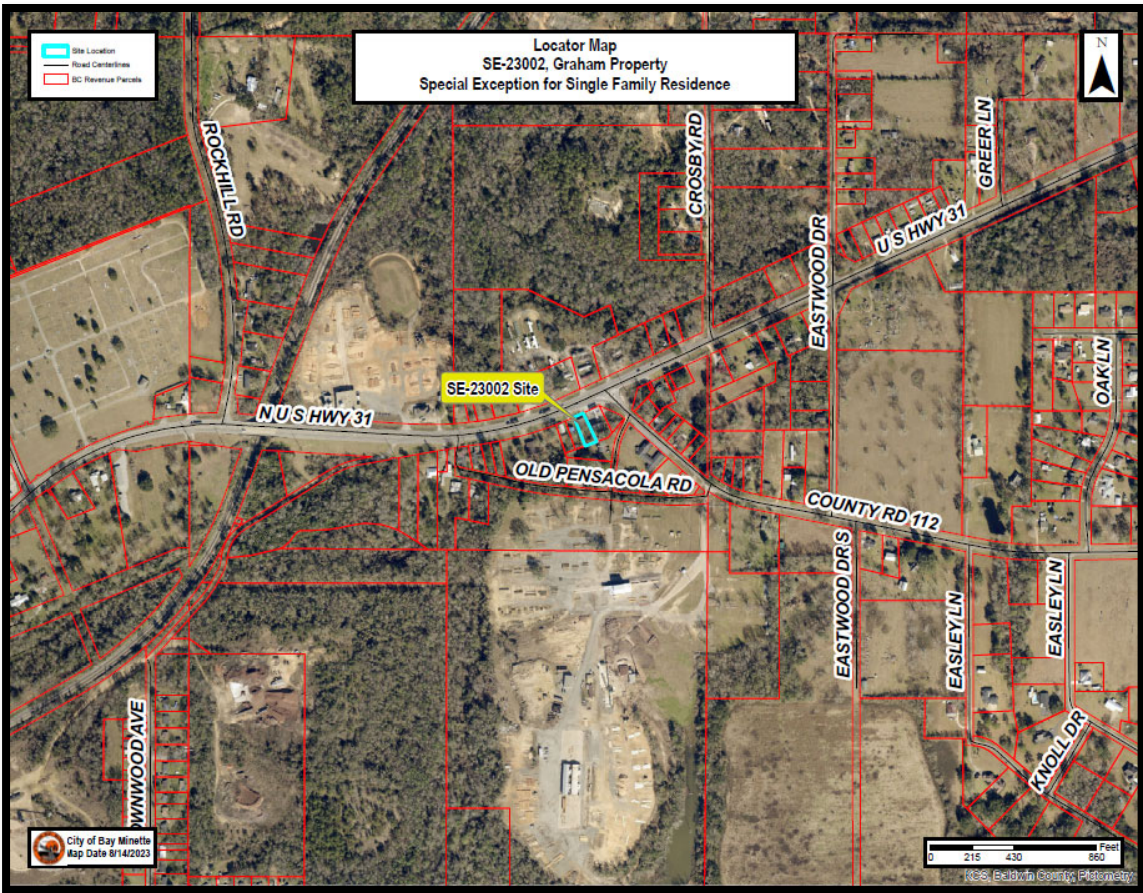 Site Location
Road Centerlines
BC Revenue Parcels
Locator Map
SE-23002, Graham Property
Special Exception for Single Family Residence
N
ROCKHILL RD
CROSBY RD
EASTWOOD DR
GREER LN
U S HWY 31
OAK LN
SE-23002 Site
N U S HWY 31
OLD PENSACOLA RD
COUNTY RD 112
EASTWOOD DR S
EASLEY LN
EASLEY LN
KNOLL DR
OWNWOOD AVE
City of Bay Minette
Map Date 8/14/2023
Feet
0 215 430 860
KCS, Baldwin County, Pictometry